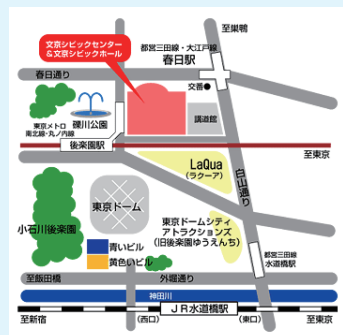 至巣鴨
都営三田線・大江戸線
春日駅
文京シビックセンター
&文京シビックホール
春日通り
交番●
講道館
東京メトロ
南北線・丸ノ内線
礫川公園
後楽園駅
至東京
LaQua
(ラクーア)
白山通り
東京ドーム
小石川後楽園
東京ドームシティ
アトラクションズ
(旧後楽園ゆうえんち)
青いビル
黄色いビル
都営三田線
水道橋駅
至飯田橋
外堀通り
神田川
至新宿
(西口)
JR水道橋駅
(東口)
至東京